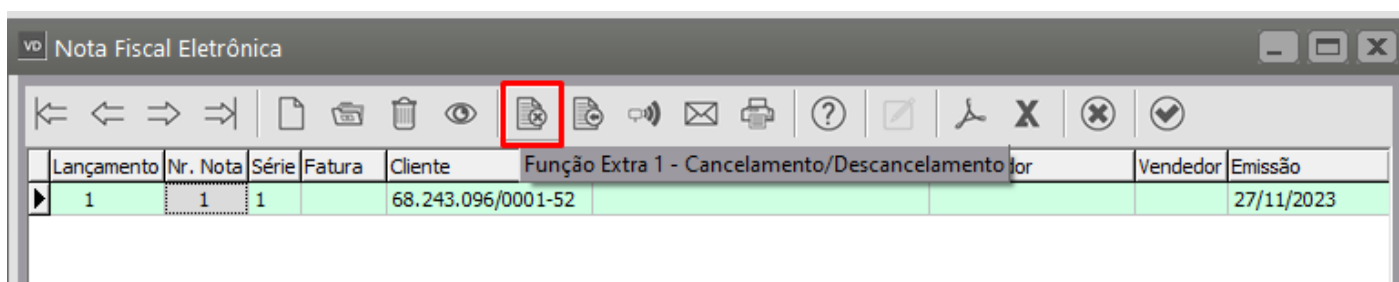 VD Nota Fiscal Eletrônica
Lançamento Nr. Nota Série Fatura Cliente Função Extra 1 - Cancelamento/Descancelamento dor Vendedor Emissão
1 1 1 68.243.096/0001-52 27/11/2023